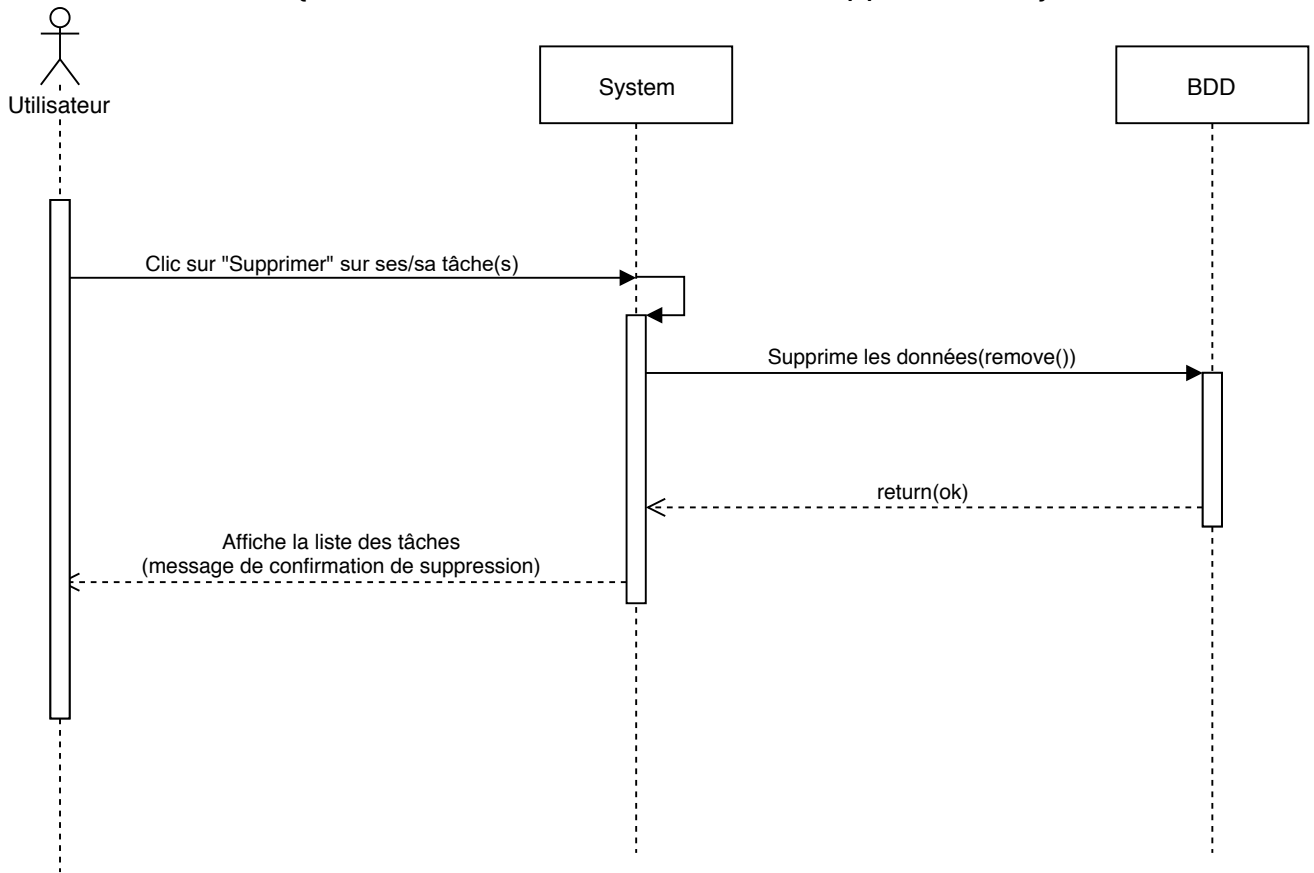 Utilisateur
System
BDD
Clic sur "Supprimer" sur ses/sa tâche(s)
Supprime les données(remove())
return(ok)
Affiche la liste des tâches
(message de confirmation de suppression)